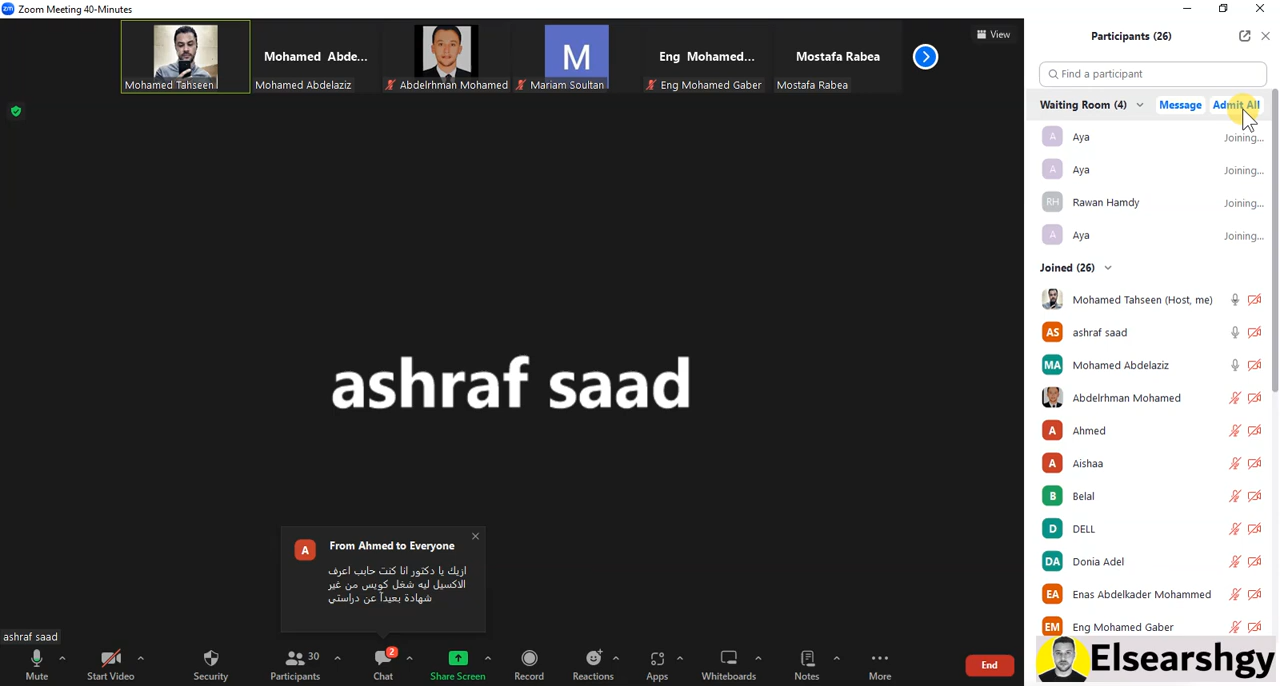 Zoom Meeting 40-Minutes
Mohamed Tahseen
Mohamed Abde...
Mohamed Abdelaziz
Abdelrhman Mohamed
M
Mariam Soultan
Eng Mohamed...
Eng Mohamed Gaber
Mostafa Rabea
Mostafa Rabea
View
Participants (26)
Find a participant
Waiting Room (4) Message Admit All
A Aya Joining...
A Aya Joining...
RH Rawan Hamdy Joining...
A Aya Joining...
Joined (26)
Mohamed Tahseen (Host, me)
AS ashraf saad
MA Mohamed Abdelaziz
Abdelrhman Mohamed
A Ahmed
A Aishaa
B Belal
D DELL
DA Donia Adel
EA Enas Abdelkader Mohammed
EM Eng Mohamed Gaber
ashraf saad
A From Ahmed to Everyone
ازيك يا دكتور انا كنت حابب اعرف
الاكسيل ليه شغل كويس من غير
شهادة بعيداً عن دراستي
ashraf saad
Mute
Start Video
Security
30
Participants
2
Chat
Share Screen
Record
Reactions
Apps
Whiteboards
Notes
More
End
Elsearshgy